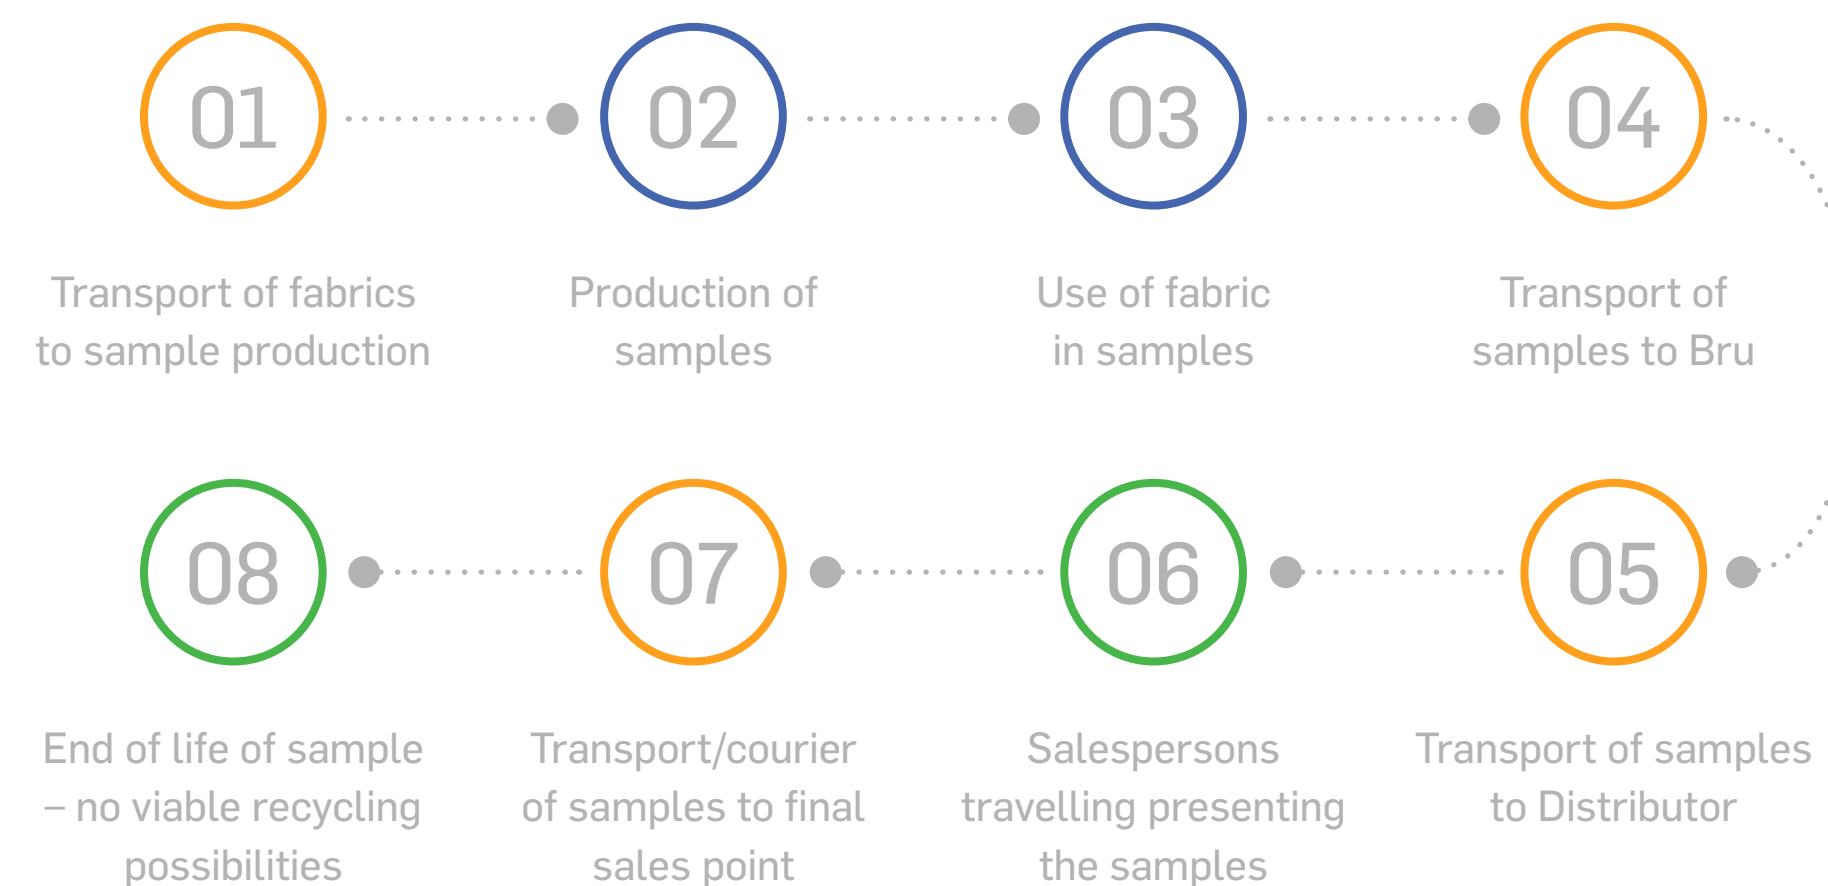 01
Transport of fabrics
to sample production
02
Production of
samples
03
Use of fabric
in samples
04
Transport of
samples to Bru
05
Transport of samples
to Distributor
06
Salespersons
travelling presenting
the samples
07
Transport/courier
of samples to final
sales point
08
End of life of sample
– no viable recycling
possibilities